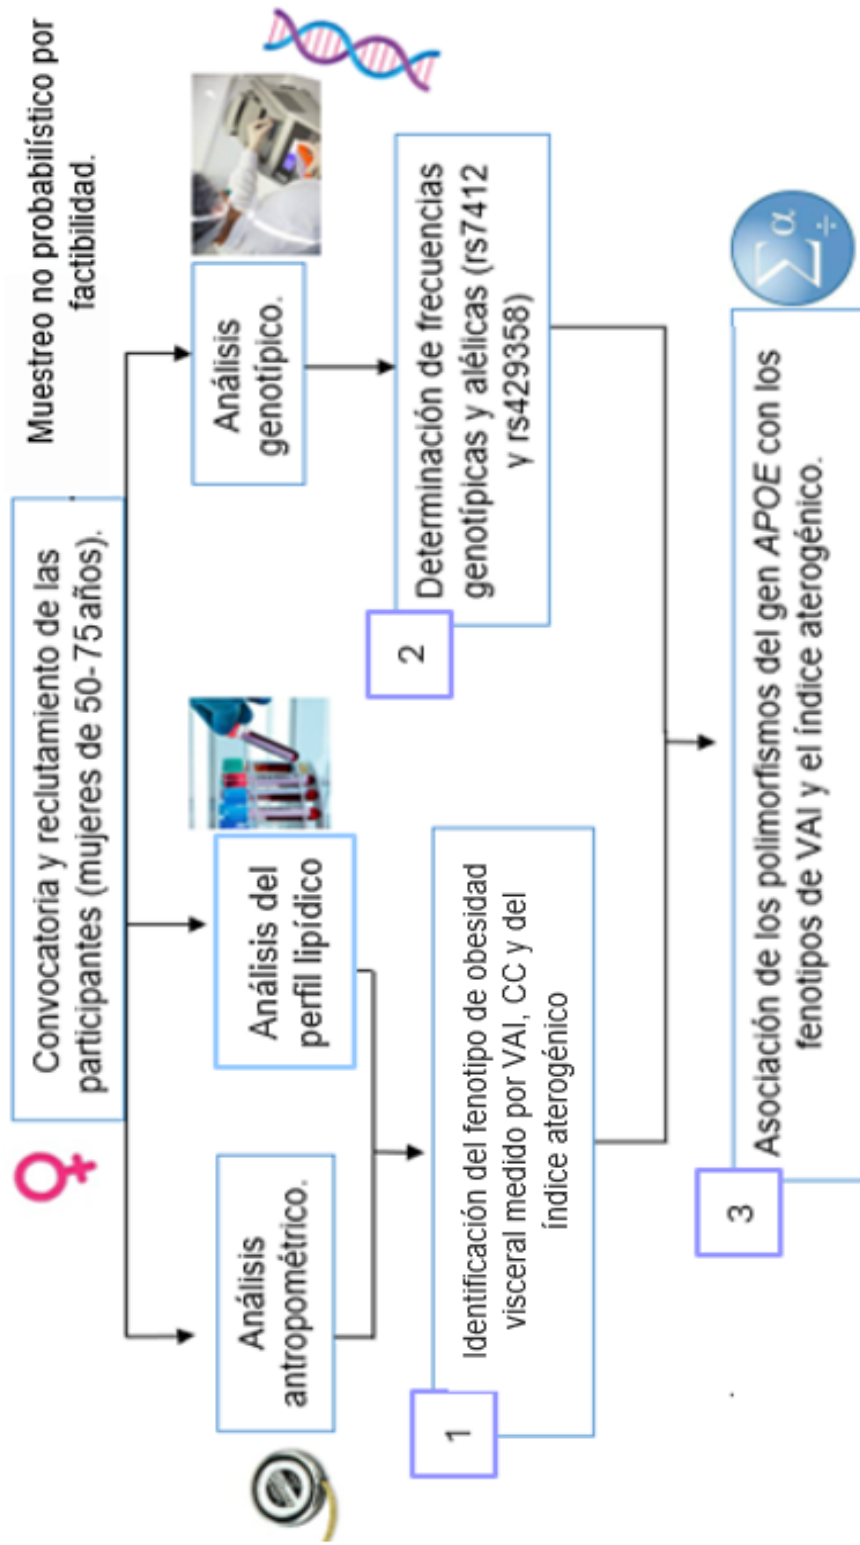 Muestreo no probabilístico por
factibilidad.
Convocatoria y reclutamiento de las
participantes (mujeres de 50-75 años).
Análisis
antropométrico.
Análisis del
perfil lipídico
Análisis
genotípico.
1
Identificación del fenotipo de obesidad
visceral medido por VAI, CC y del
índice aterogénico
2
Determinación de frecuencias
genotípicas y alélicas (rs7412
y rs429358)
3
Asociación de los polimorfismos del gen APOE con los
fenotipos de VAI y el índice aterogénico.
Σ α ÷